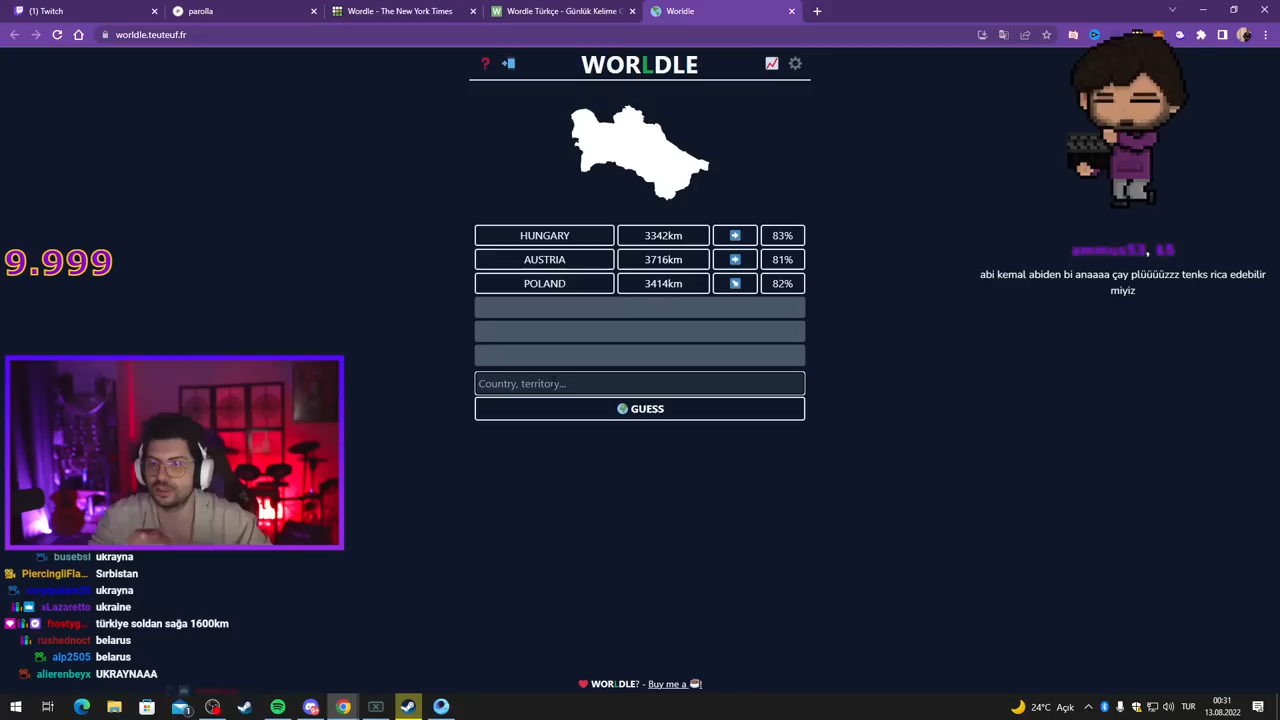 (1) Twitch
parolla
Wordle - The New York Times
Wordle Türkçe - Günlük Kelime
Worldle
worldle.teuteuf.fr
WORLDLE
HUNGARY 3342km 83%
AUSTRIA 3716km 81%
POLAND 3414km 82%
Country, territory...
GUESS
9.999
abi kemal abiden bi anaaaa çay plüüüüzzz tenks rica edebilir
miyiz
busebsl ukrayna
PiercingliFla... Sırbistan
ukrayna
xLazaretto ukraine
frostyg... türkiye soldan sağa 1600km
rushednoct belarus
alp2505 belarus
alierenbeyx UKRAYNAAA
WORLDLE? - Buy me a !
24°C Açık
TUR
00:31
13.08.2022